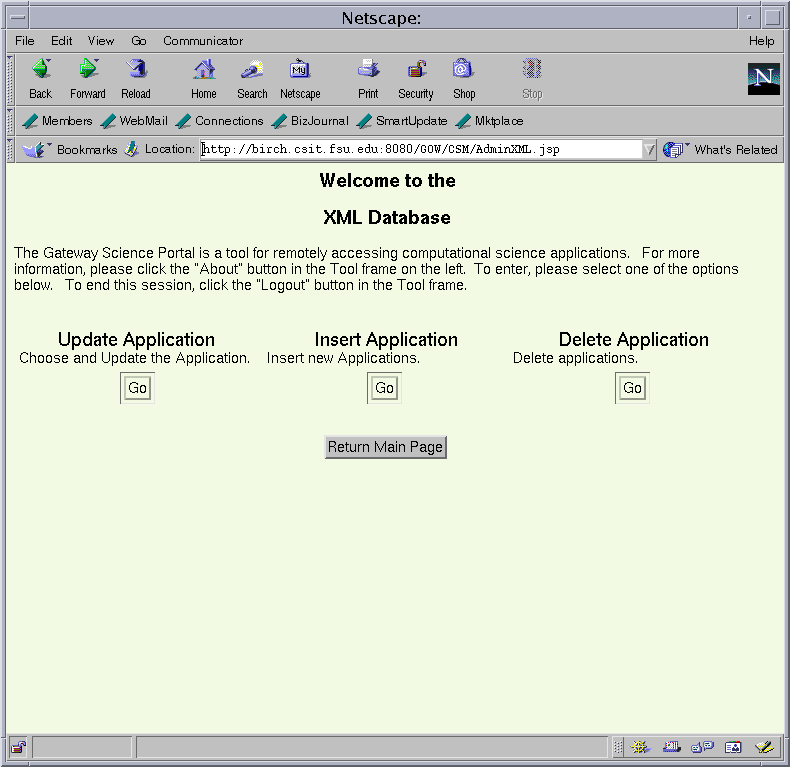 Netscape:
File Edit View Go Communicator Help
My N
Back Forward Reload Home Search Netscape Print Security Shop Stop
Members WebMail Connections BizJournal SmartUpdate Mktplace
Bookmarks Location: http://birch.csit.fsu.edu:8080/GOW/CSM/AdminXML.jsp What's Related
Welcome to the
XML Database
The Gateway Science Portal is a tool for remotely accessing computational science applications. For more
information, please click the "About" button in the Tool frame on the left. To enter, please select one of the options
below. To end this session, click the "Logout" button in the Tool frame.
Update Application Insert Application Delete Application
Choose and Update the Application. Insert new Applications. Delete applications.
Go Go Go
Return Main Page